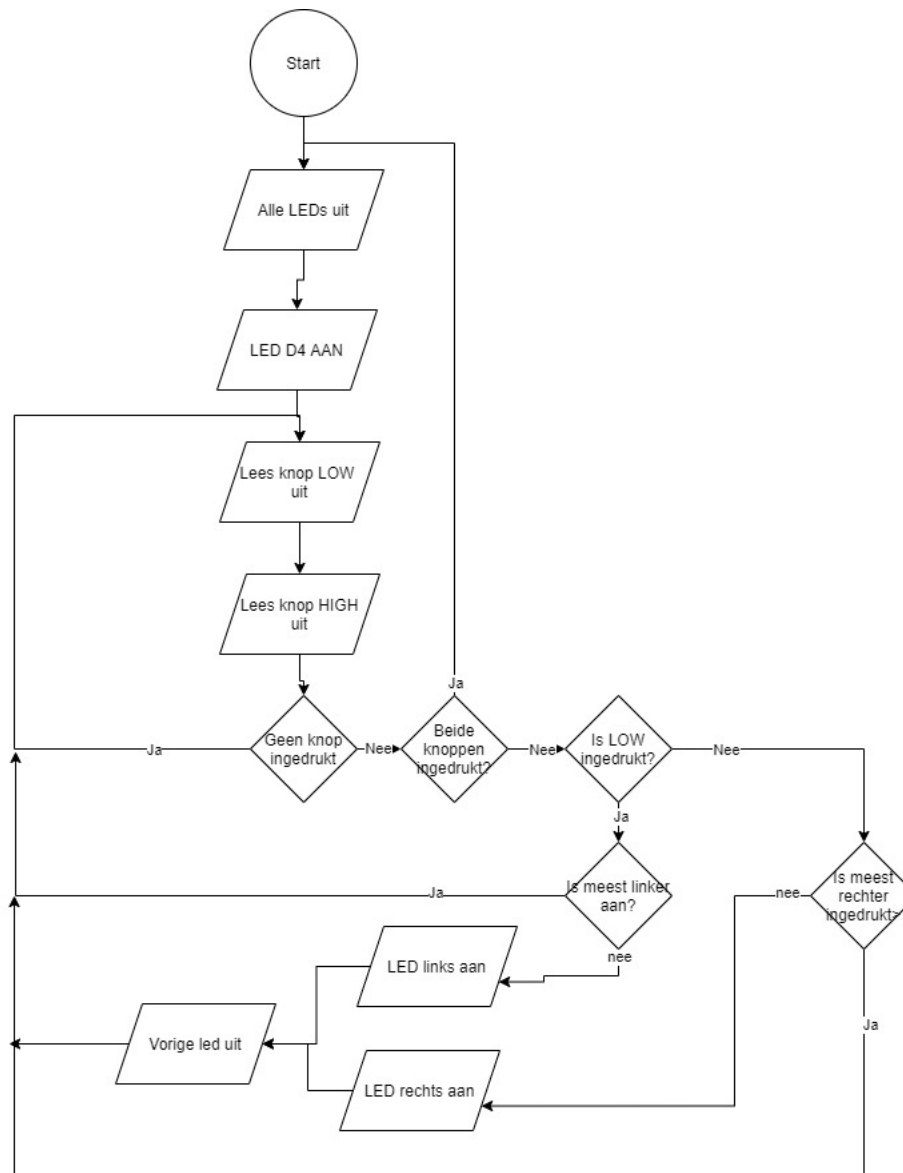 Start
Alle LEDs uit
LED D4 AAN
Lees knop LOW
uit
Lees knop HIGH
uit
Ja
Geen knop
ingedrukt
Nee
Ja
Beide
knoppen
ingedrukt?
Nee
Is LOW
ingedrukt?
Nee
Ja
Ja
Is meest linker
aan?
nee
nee
Is meest
rechter
ingedrukt>
Ja
LED links aan
Vorige led uit
LED rechts aan